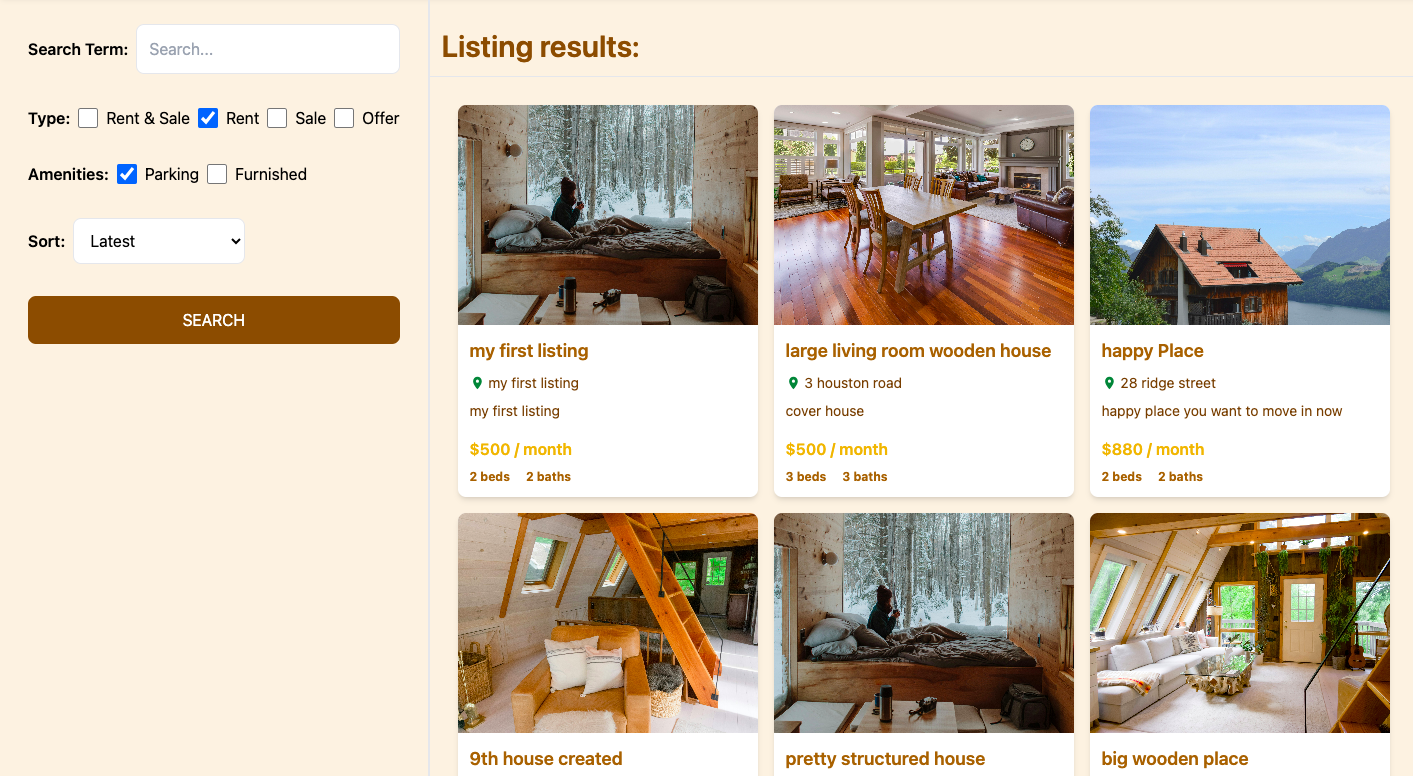 Search Term: Search...
Type: Rent & Sale Rent Sale Offer
Amenities: Parking Furnished
Sort: Latest
SEARCH
Listing results:
my first listing
my first listing
my first listing
$500 / month
2 beds 2 baths
large living room wooden house
3 houston road
cover house
$500 / month
3 beds 3 baths
happy Place
28 ridge street
happy place you want to move in now
$880 / month
2 beds 2 baths
9th house created
pretty structured house
big wooden place